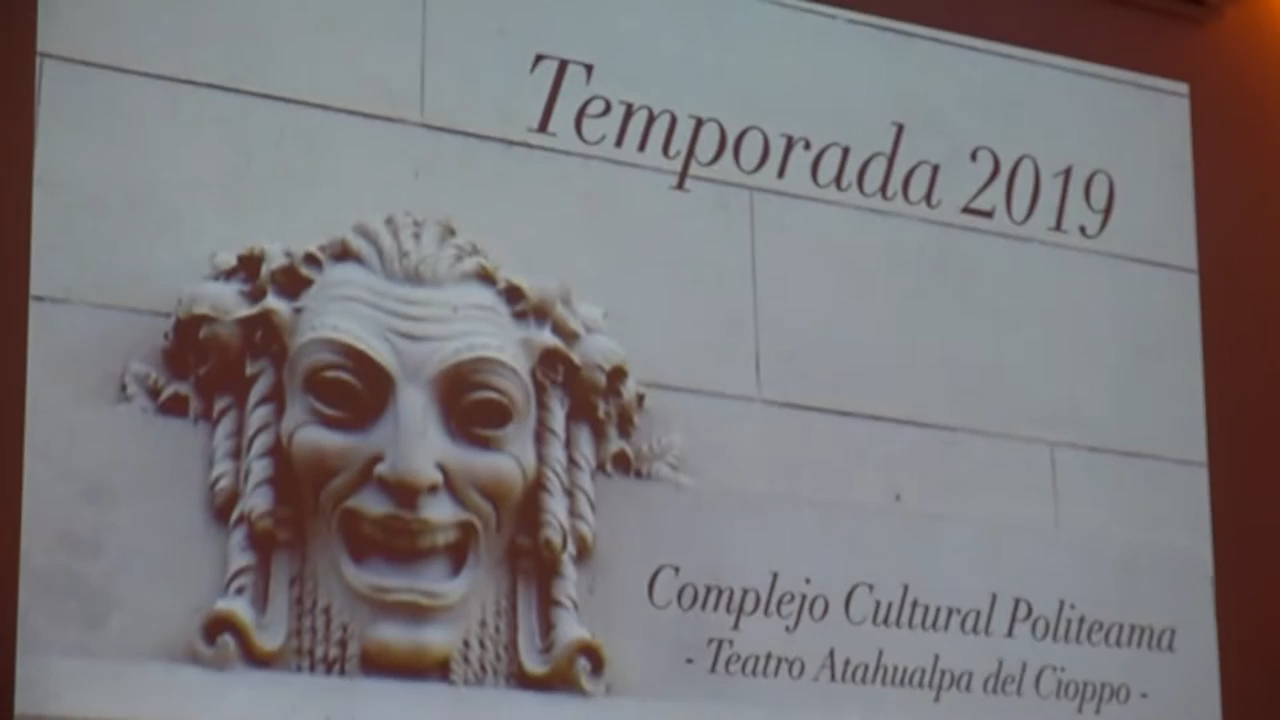 Temporada 2019
Complejo Cultural Politeama
- Teatro Atahualpa del Cioppo -